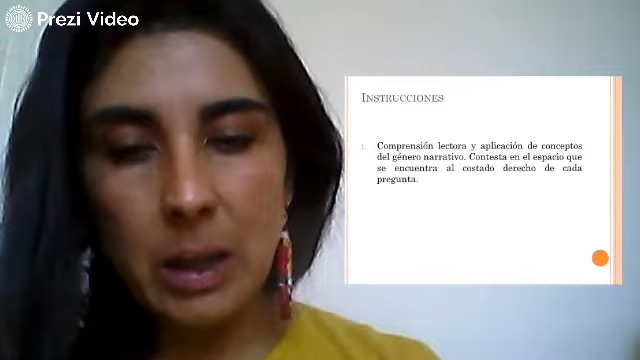 Prezi Video
INSTRUCCIONES
1. Comprensión lectora y aplicación de conceptos
del género narrativo. Contesta en el espacio que
se encuentra al costado derecho de cada
pregunta.